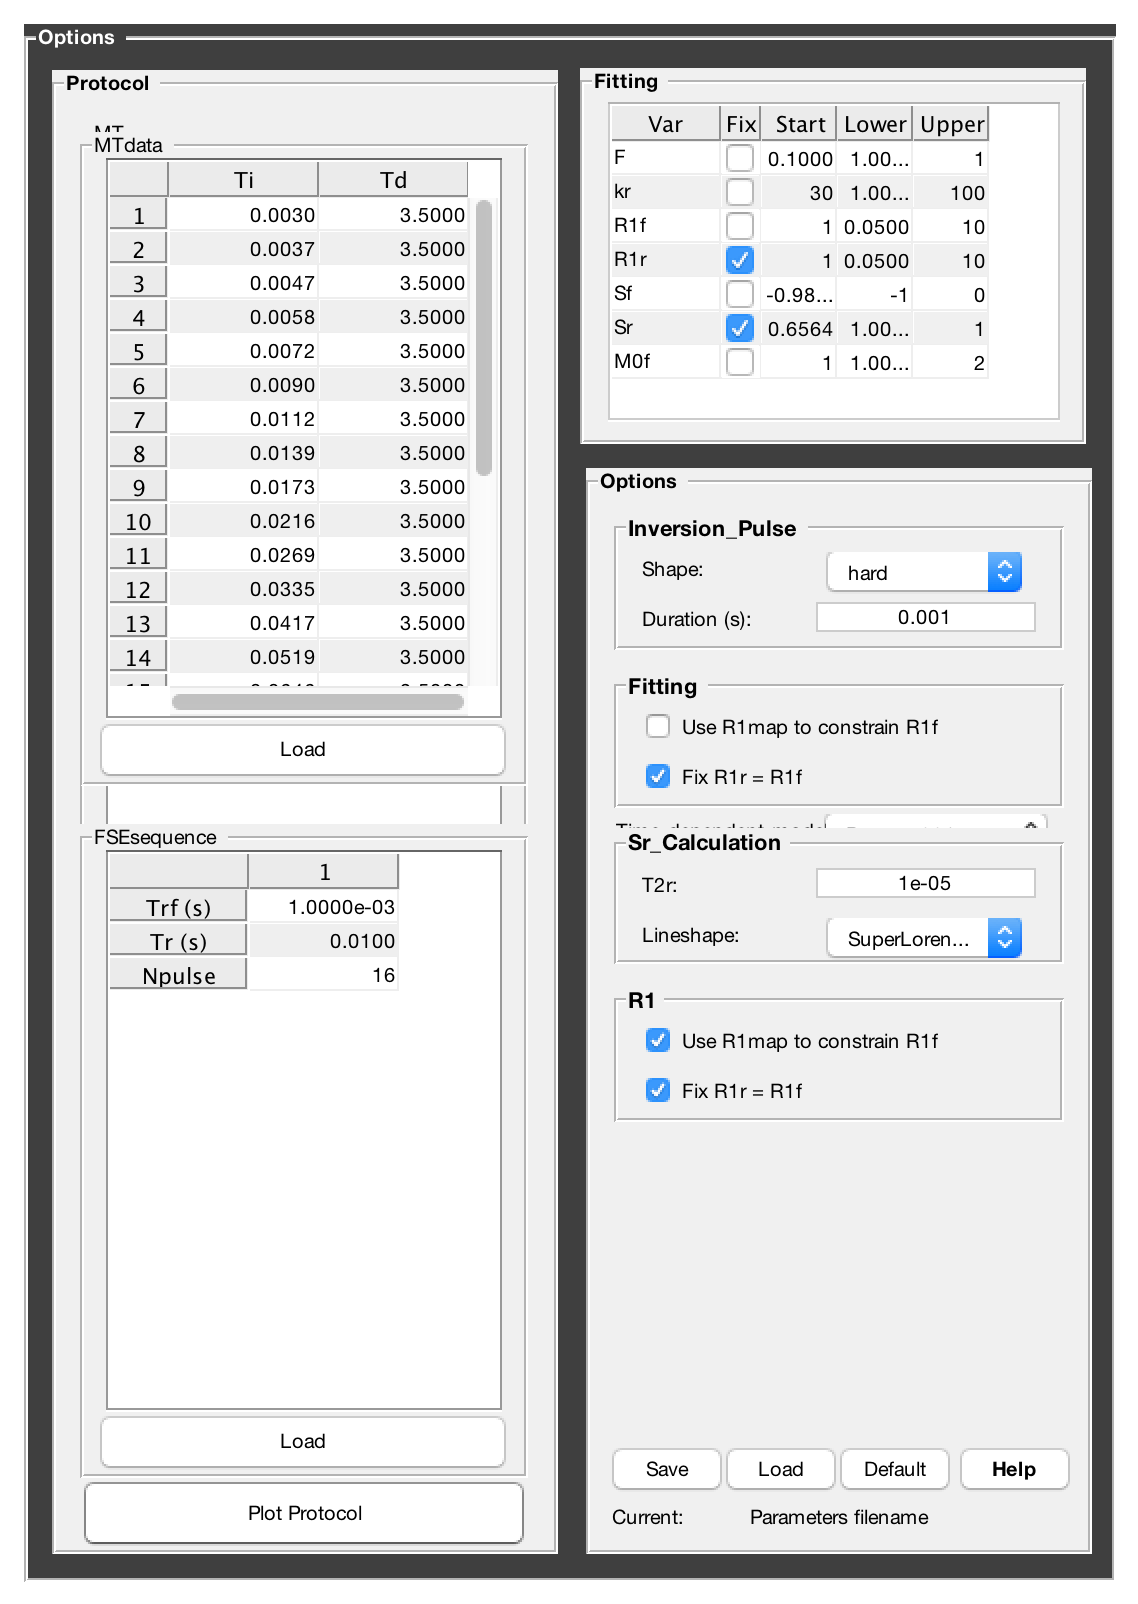 Options
Protocol
MTdata
Ti Td
1 0.0030 3.5000
2 0.0037 3.5000
3 0.0047 3.5000
4 0.0058 3.5000
5 0.0072 3.5000
6 0.0090 3.5000
7 0.0112 3.5000
8 0.0139 3.5000
9 0.0173 3.5000
10 0.0216 3.5000
11 0.0269 3.5000
12 0.0335 3.5000
13 0.0417 3.5000
14 0.0519 3.5000
Load
FSEsequence
1
Trf (s) 1.0000e-03
Tr (s) 0.0100
Npulse 16
Load
Plot Protocol
Fitting
Var Fix Start Lower Upper
F 0.1000 1.00... 1
kr 30 1.00... 100
R1f 1 0.0500 10
R1r 1 0.0500 10
Sf -0.98... -1 0
Sr 0.6564 1.00... 1
M0f 1 1.00... 2
Options
Inversion_Pulse
Shape: hard
Duration (s): 0.001
Fitting
Use R1map to constrain R1f
Fix R1r = R1f
Sr_Calculation
T2r: 1e-05
Lineshape: SuperLoren...
R1
Use R1map to constrain R1f
Fix R1r = R1f
Save Load Default Help
Current: Parameters filename